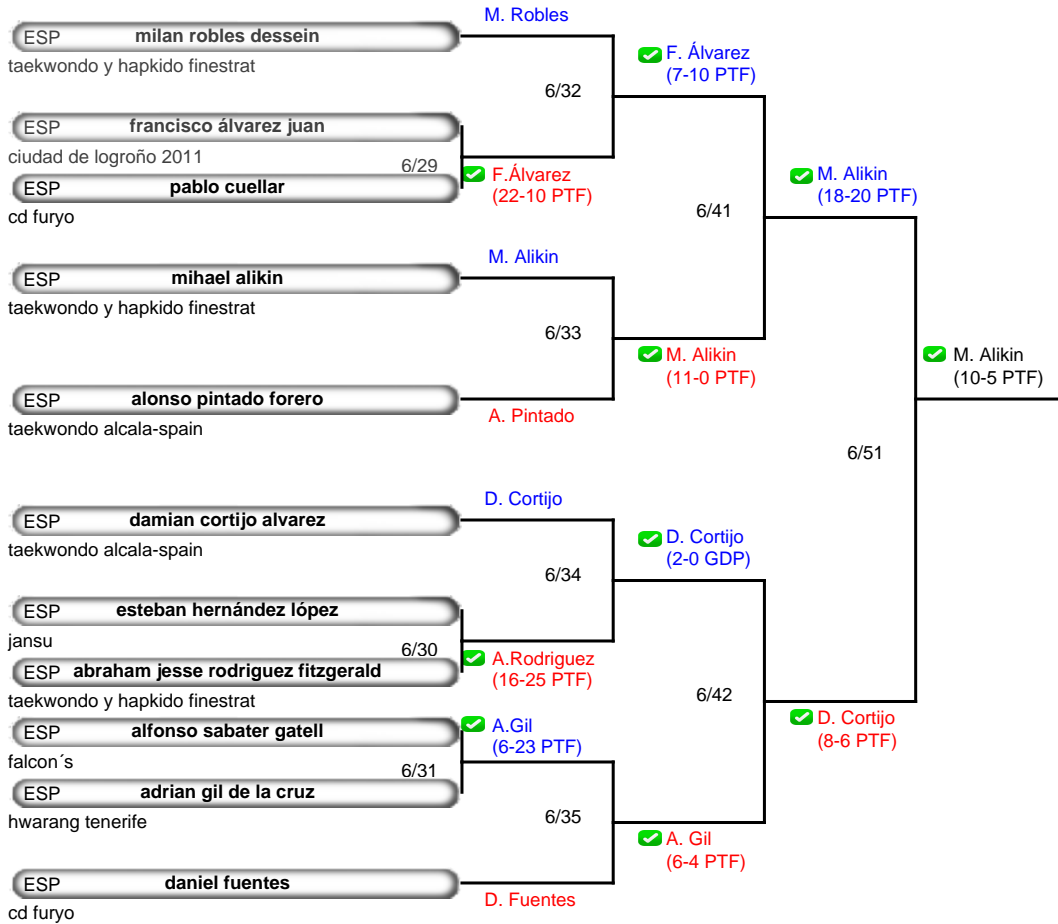 M. Robles
ESP milan robles dessein
taekwondo y hapkido finestrat
F. Álvarez
(7-10 PTF)
6/32
ESP francisco álvarez juan
ciudad de logroño 2011
6/29
F.Álvarez
(22-10 PTF)
ESP pablo cuellar
cd furyo
M. Alikin
(18-20 PTF)
6/41
M. Alikin
ESP mihael alikin
taekwondo y hapkido finestrat
6/33
M. Alikin
(11-0 PTF)
M. Alikin
(10-5 PTF)
ESP alonso pintado forero
A. Pintado
taekwondo alcala-spain
6/51
D. Cortijo
ESP damian cortijo alvarez
taekwondo alcala-spain
D. Cortijo
(2-0 GDP)
6/34
ESP esteban hernández lópez
jansu
6/30
A.Rodriguez
(16-25 PTF)
ESP abraham jesse rodriguez fitzgerald
taekwondo y hapkido finestrat
6/42
D. Cortijo
(8-6 PTF)
ESP alfonso sabater gatell
A.Gil
(6-23 PTF)
falcon´s
6/31
ESP adrian gil de la cruz
hwarang tenerife
6/35
A. Gil
(6-4 PTF)
ESP daniel fuentes
D. Fuentes
cd furyo